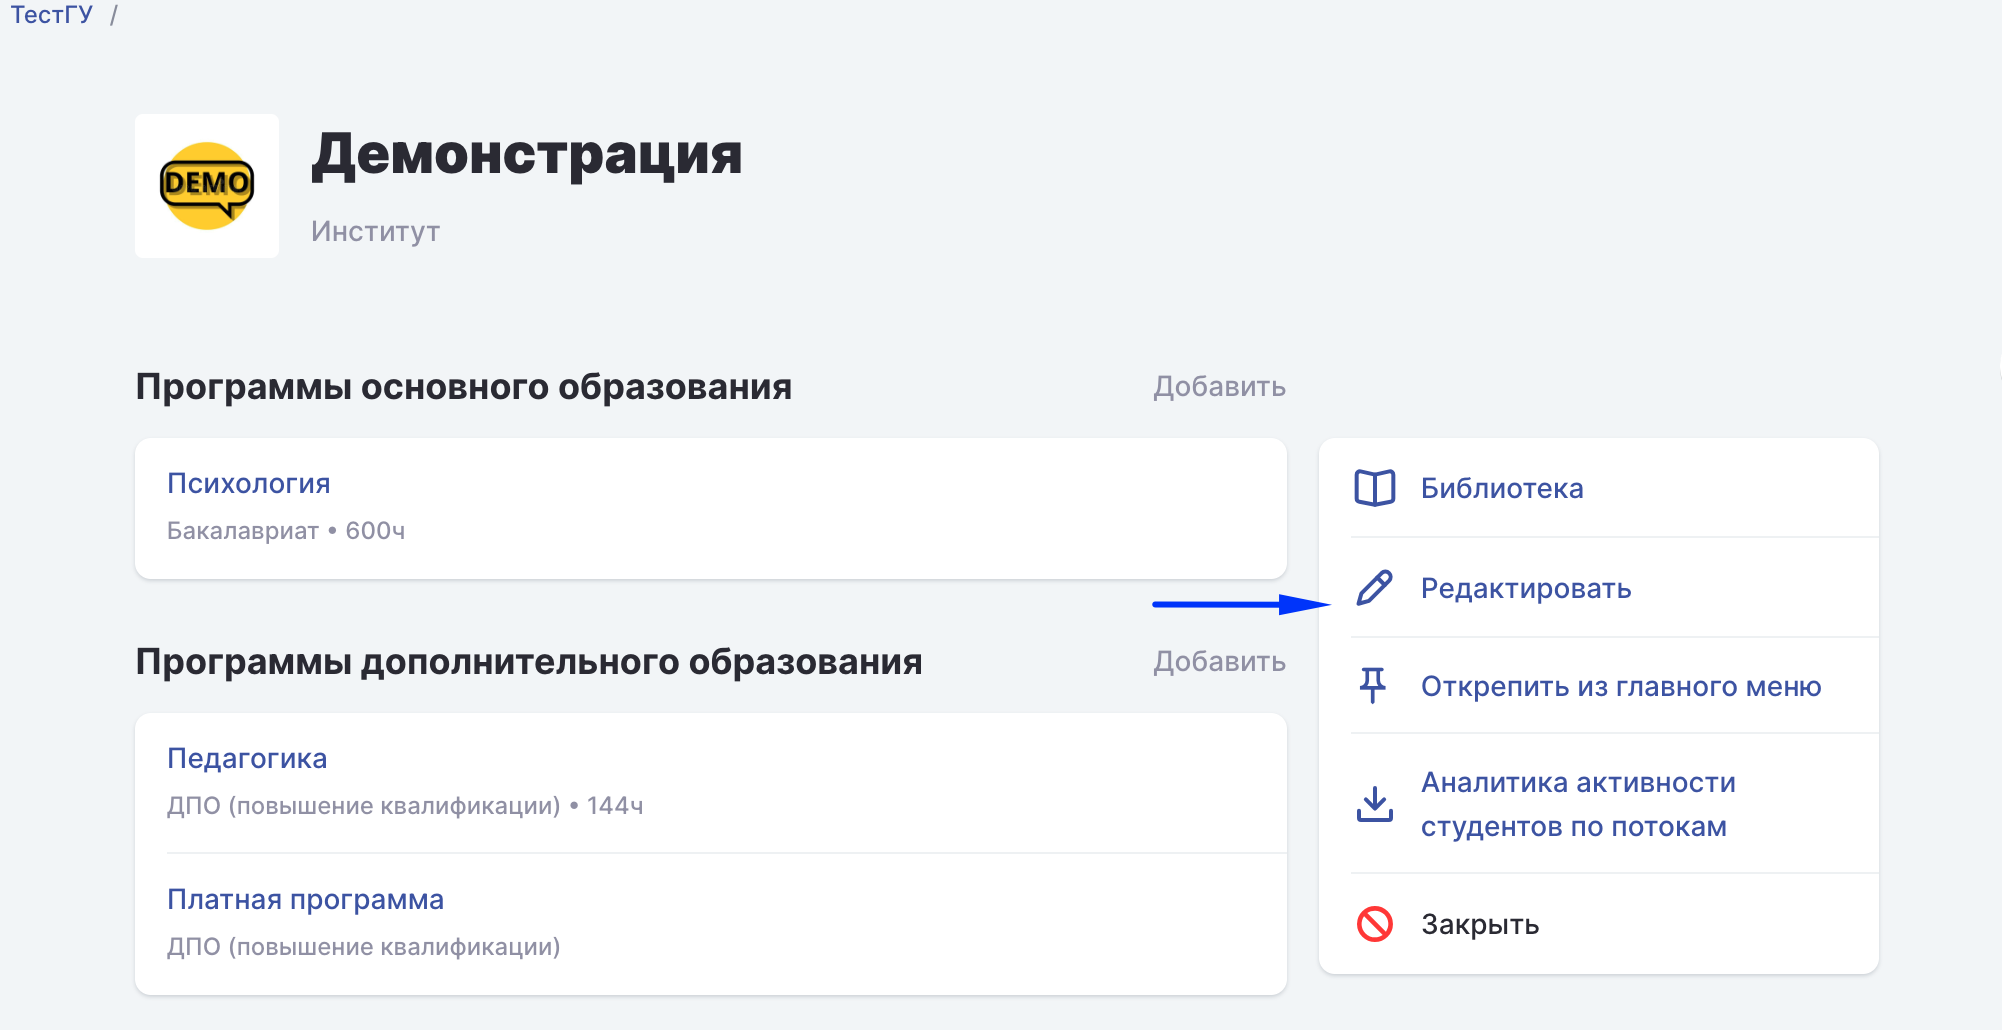 ТестГУ /
DEMO
Демонстрация
Институт
Программы основного образования
Добавить
Психология
Бакалавриат • 600ч
Программы дополнительного образования
Добавить
Педагогика
ДПО (повышение квалификации) • 144ч
Платная программа
ДПО (повышение квалификации)
Библиотека
Редактировать
Открепить из главного меню
Аналитика активности
студентов по потокам
Закрыть